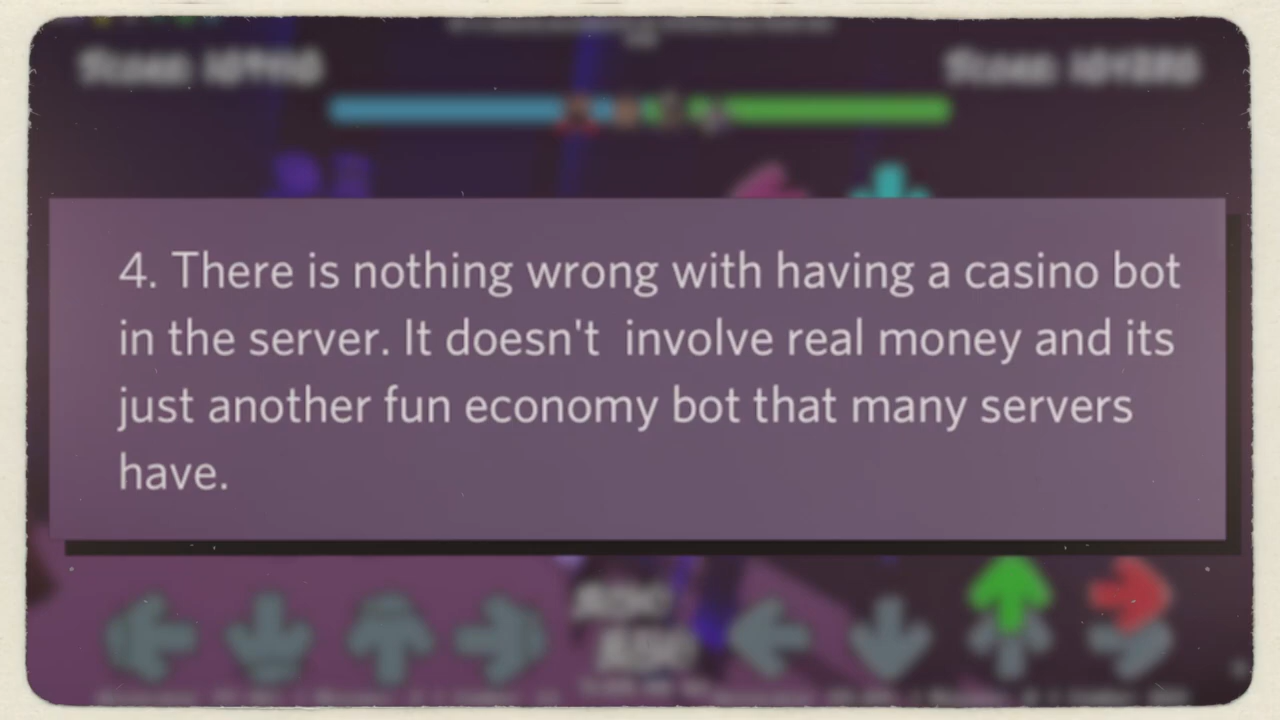 4. There is nothing wrong with having a casino bot
in the server. It doesn't  involve real money and its
just another fun economy bot that many servers
have.